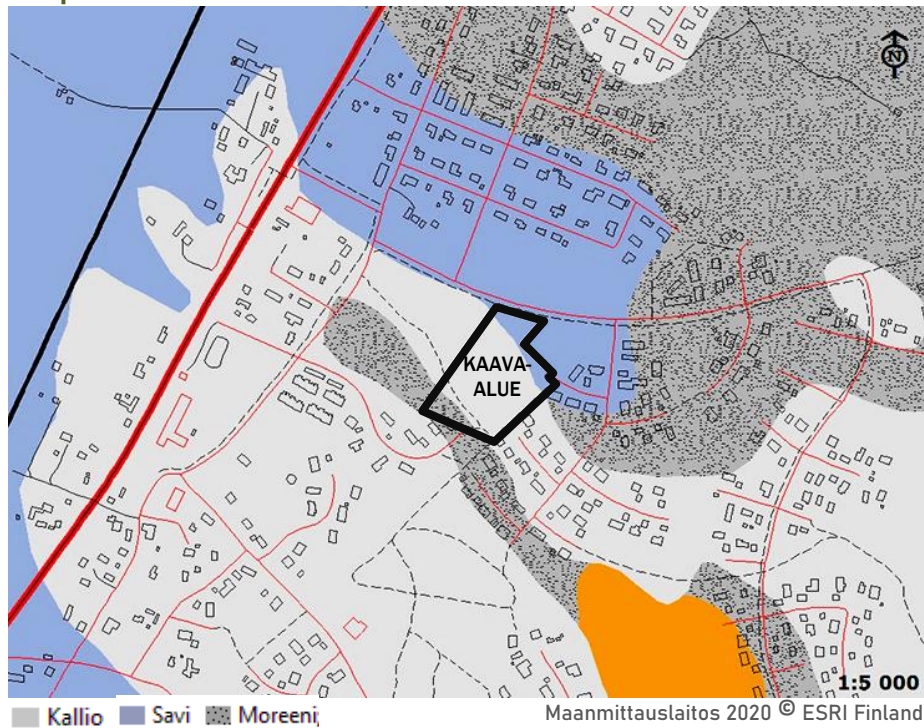 N
KAAVA-
ALUE
1:5 000
Kallio Savi Moreeni
Maanmittauslaitos 2020 © ESRI Finland